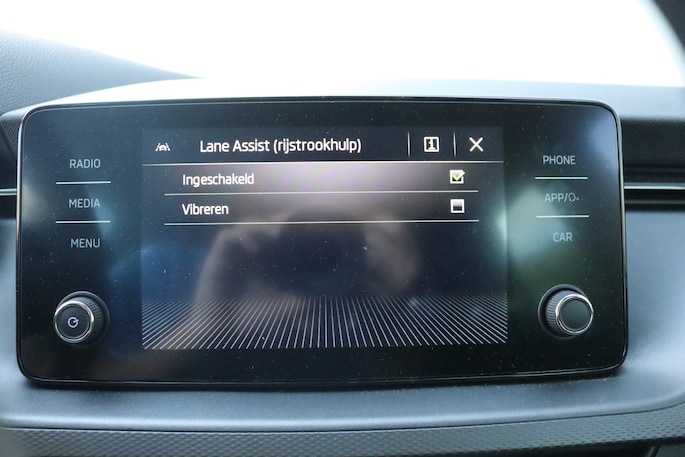 RADIO
MEDIA
MENU
Lane Assist (rijstrookhulp)
Ingeschakeld
Vibreren
PHONE
APP/
CAR